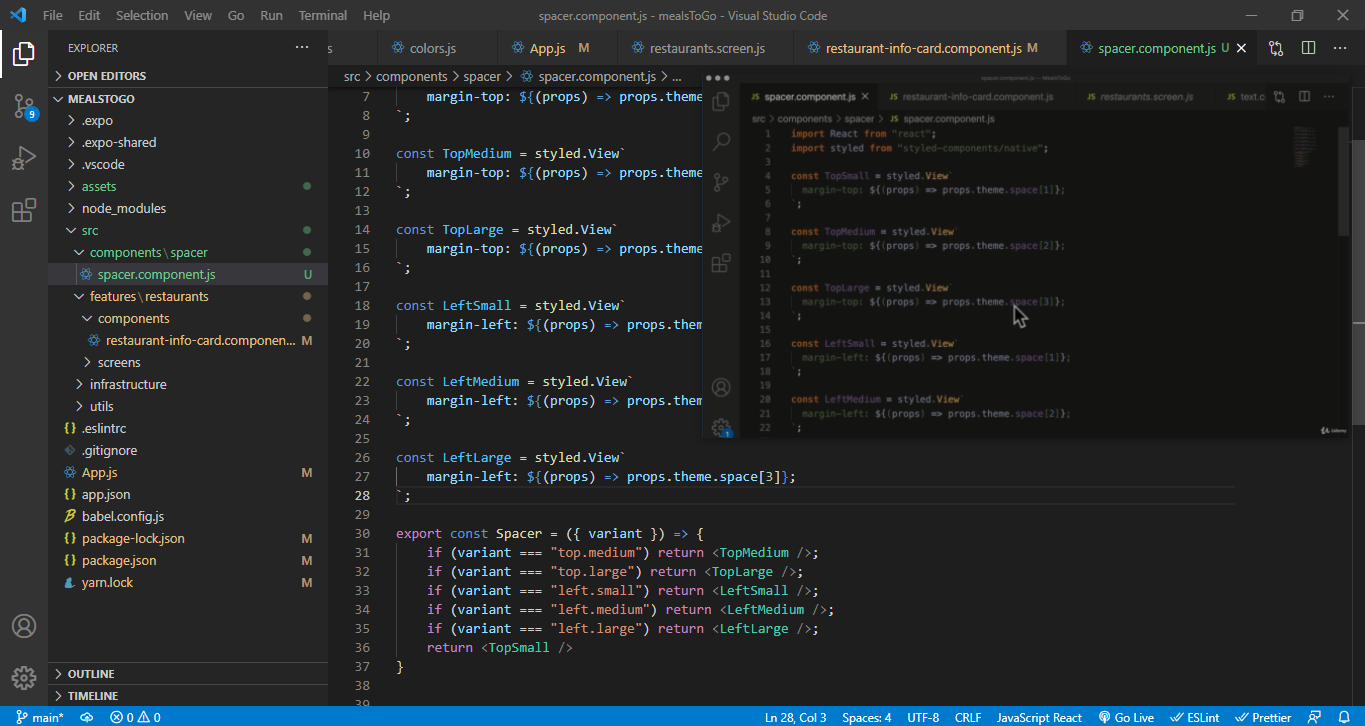 File Edit Selection View Go Run Terminal Help spacer.component.js - mealsToGo - Visual Studio Code
EXPLORER
OPEN EDITORS
MEALSTOGO
.expo
.expo-shared
.vscode
assets
node_modules
src
components \ spacer
spacer.component.js U
features \ restaurants
components
restaurant-info-card.componen... M
screens
infrastructure
utils
.eslintrc
.gitignore
App.js M
app.json
babel.config.js
package-lock.json M
package.json M
yarn.lock M
OUTLINE
TIMELINE
9
s colors.js App.js M restaurants.screen.js restaurant-info-card.component.js M spacer.component.js U
src > components > spacer > spacer.component.js > ...
7 margin-top: ${(props) => props.theme
8 `;
9
10 const TopMedium = styled.View`
11 margin-top: ${(props) => props.theme
12 `;
13
14 const TopLarge = styled.View`
15 margin-top: ${(props) => props.theme
16 `;
17
18 const LeftSmall = styled.View`
19 margin-left: ${(props) => props.them
20 `;
21
22 const LeftMedium = styled.View`
23 margin-left: ${(props) => props.them
24 `;
25
26 const LeftLarge = styled.View`
27 margin-left: ${(props) => props.theme.space[3]};
28 `;
29
30 export const Spacer = ({ variant }) => {
31 if (variant === "top.medium") return <TopMedium />;
32 if (variant === "top.large") return <TopLarge />;
33 if (variant === "left.small") return <LeftSmall />;
34 if (variant === "left.medium") return <LeftMedium />;
35 if (variant === "left.large") return <LeftLarge />;
36 return <TopSmall />
37 }
38
39
spacer.component.js — MealsToGo
JS spacer.component.js JS restaurant-info-card.component.js JS restaurants.screen.js JS text.c
src > components > spacer > JS spacer.component.js
1 import React from "react";
2 import styled from "styled-components/native";
3
4 const TopSmall = styled.View`
5 margin-top: ${(props) => props.theme.space[1]};
6 `;
7
8 const TopMedium = styled.View`
9 margin-top: ${(props) => props.theme.space[2]};
10 `;
11
12 const TopLarge = styled.View`
13 margin-top: ${(props) => props.theme.space[3]};
14 `;
15
16 const LeftSmall = styled.View`
17 margin-left: ${(props) => props.theme.space[1]};
18 `;
19
20 const LeftMedium = styled.View`
21 margin-left: ${(props) => props.theme.space[2]};
22 `;
1
Udemy
main* 0 0 Ln 28, Col 3 Spaces: 4 UTF-8 CRLF JavaScript React Go Live ESLint Prettier